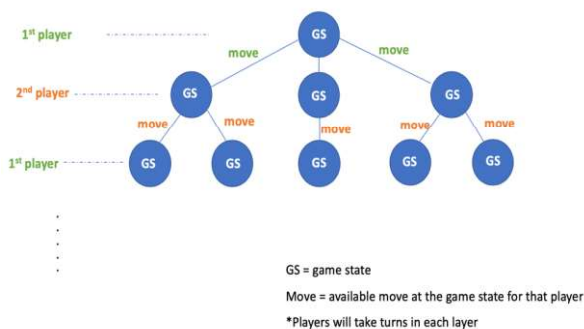 1st player
GS
move
move
2nd player
GS
GS
GS
move
move
move
move
move
1st player
GS
GS
GS
GS
GS
GS = game state
Move = available move at the game state for that player
*Players will take turns in each layer